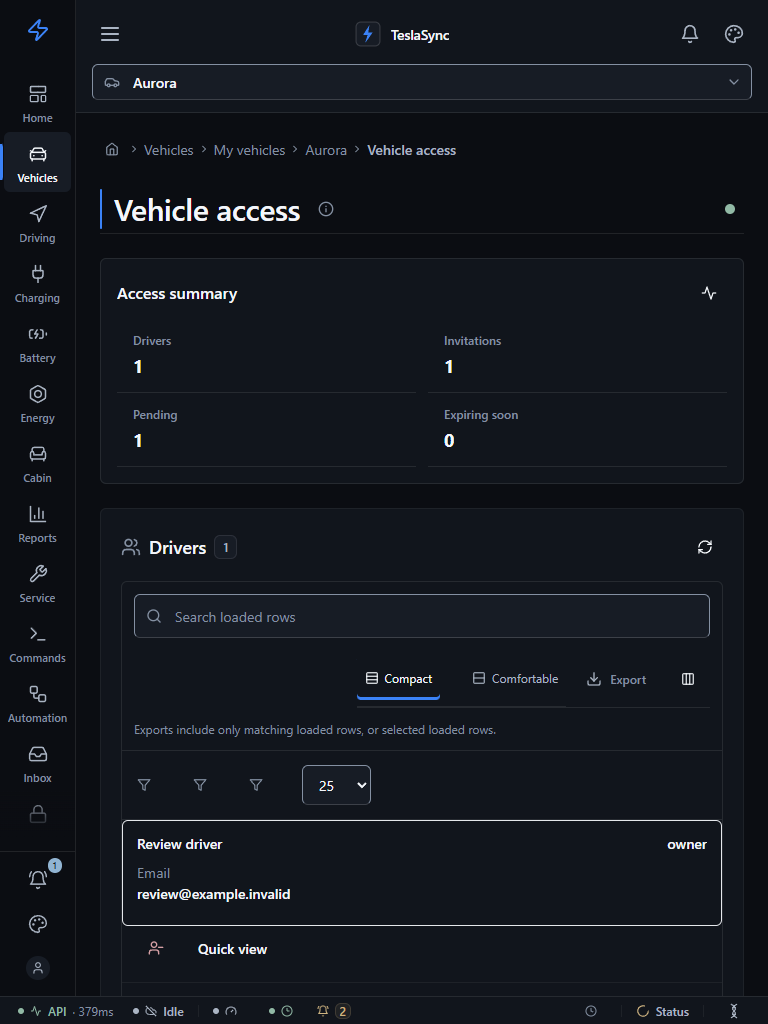 TeslaSync
Aurora
Home
Vehicles
Driving
Charging
Battery
Energy
Cabin
Reports
Service
Commands
Automation
Inbox
1
Vehicles My vehicles Aurora Vehicle access
Vehicle access
Access summary
Drivers Invitations
1 1
Pending Expiring soon
1 0
Drivers 1
Search loaded rows
Compact Comfortable Export
Exports include only matching loaded rows, or selected loaded rows.
25
Review driver owner
Email
review@example.invalid
Quick view
API · 379ms Idle 2 Status